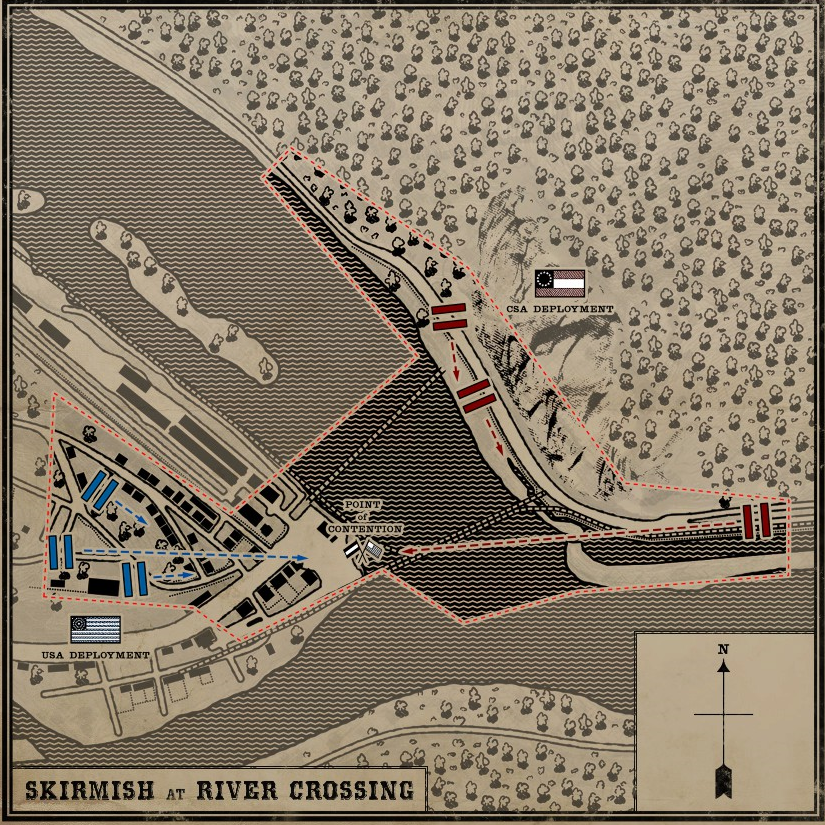 CSA DEPLOYMENT
POINT
of
CONTENTION
USA DEPLOYMENT
N
SKIRMISH AT RIVER CROSSING